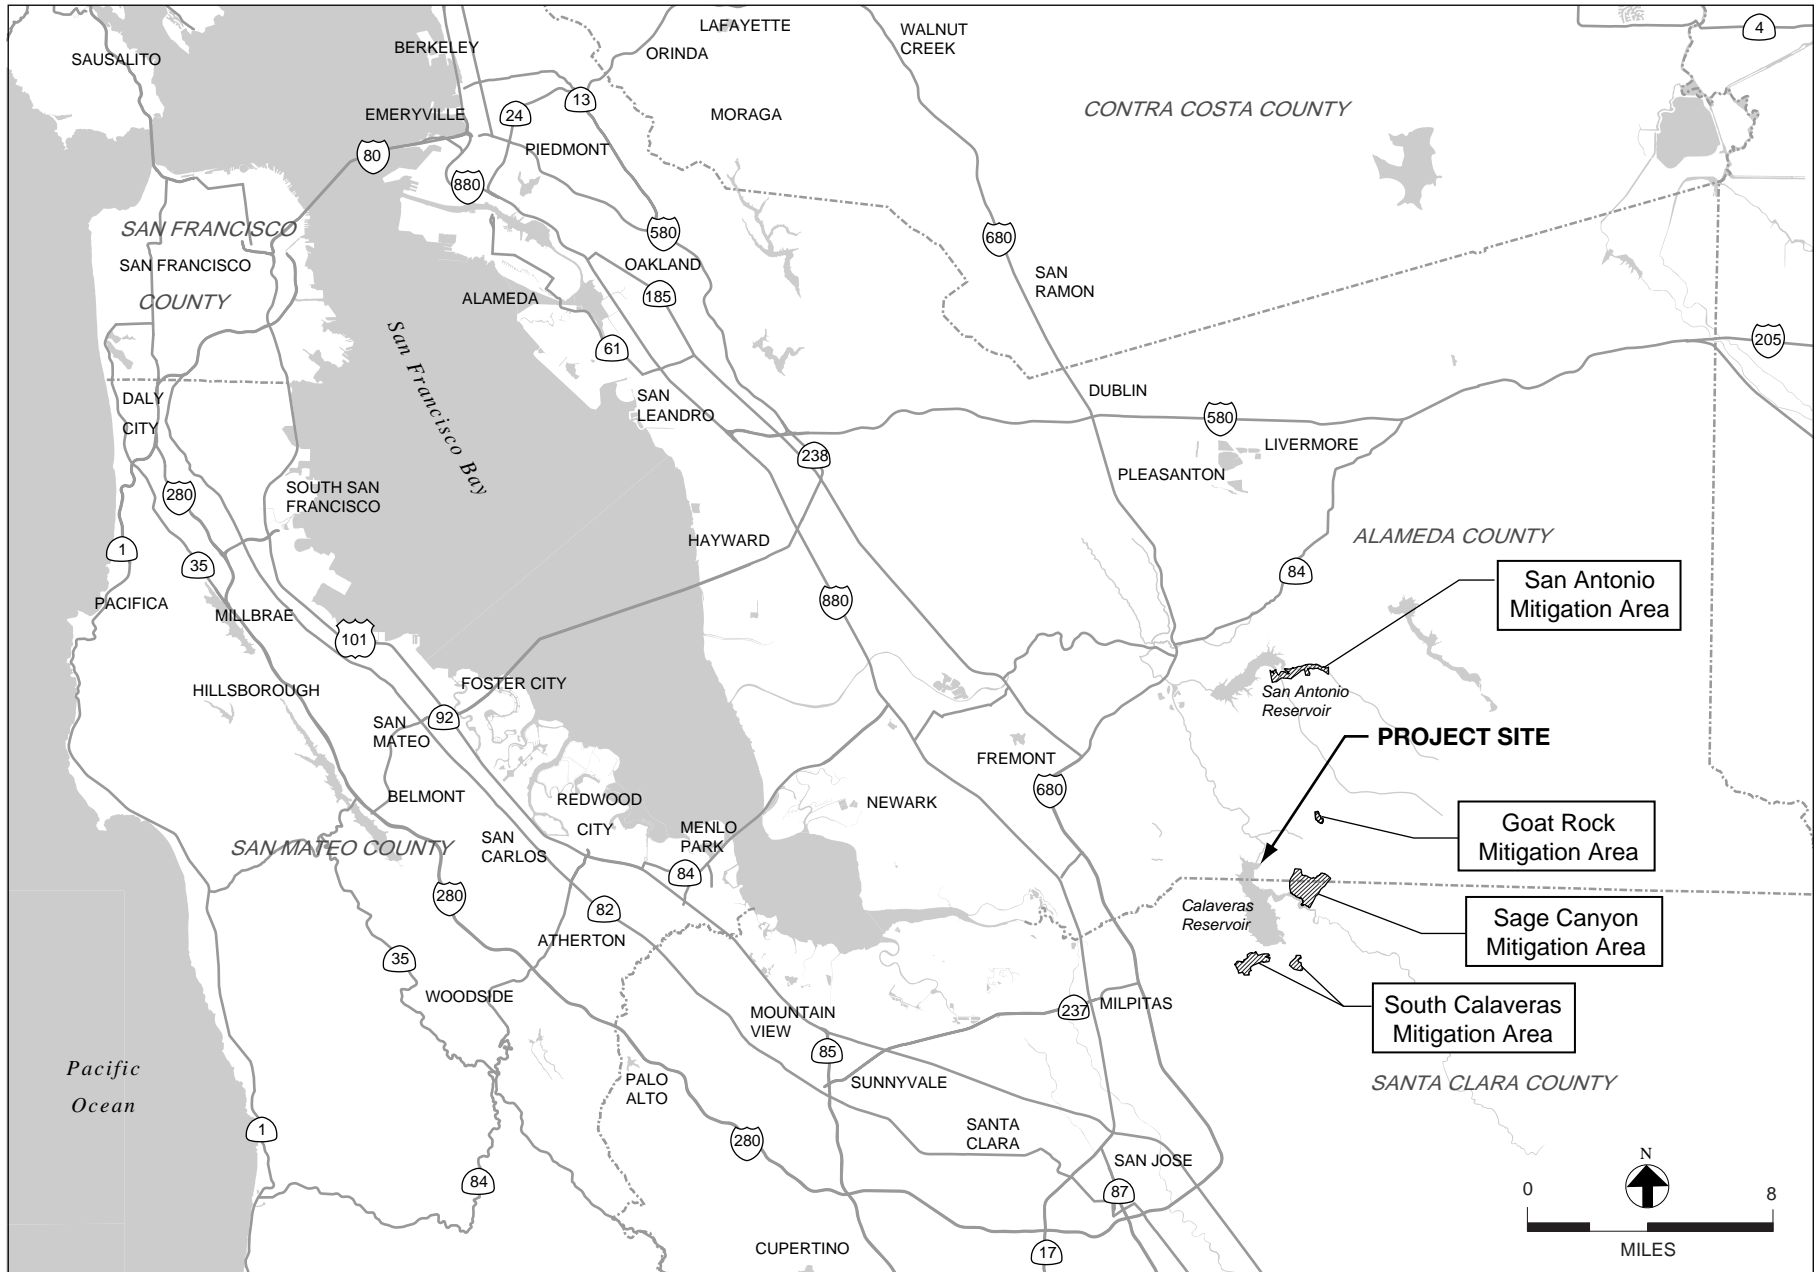 LAFAYETTE
WALNUT
CREEK
4
BERKELEY
ORINDA
SAUSALITO
CONTRA COSTA COUNTY
13
24
EMERYVILLE
MORAGA
PIEDMONT
80
880
SAN FRANCISCO
SAN FRANCISCO
COUNTY
580
680
OAKLAND
SAN
RAMON
185
ALAMEDA
San Francisco Bay
61
205
DUBLIN
DALY
CITY
SAN
LEANDRO
580
LIVERMORE
238
PLEASANTON
280
SOUTH SAN
FRANCISCO
HAYWARD
ALAMEDA COUNTY
1
35
84
San Antonio
Mitigation Area
PACIFICA
MILLBRAE
880
101
HILLSBOROUGH
FOSTER CITY
San Antonio
Reservoir
92
SAN
MATEO
PROJECT SITE
FREMONT
680
BELMONT
REDWOOD
CITY
NEWARK
MENLO
PARK
SAN
CARLOS
SAN MATEO COUNTY
Goat Rock
Mitigation Area
84
280
82
Calaveras
Reservoir
Sage Canyon
Mitigation Area
ATHERTON
35
WOODSIDE
MOUNTAIN
VIEW
237
MILPITAS
South Calaveras
Mitigation Area
85
Pacific
Ocean
PALO
ALTO
SUNNYVALE
SANTA CLARA COUNTY
1
280
SANTA
CLARA
SAN JOSE
84
87
N
0
8
MILES
CUPERTINO
17